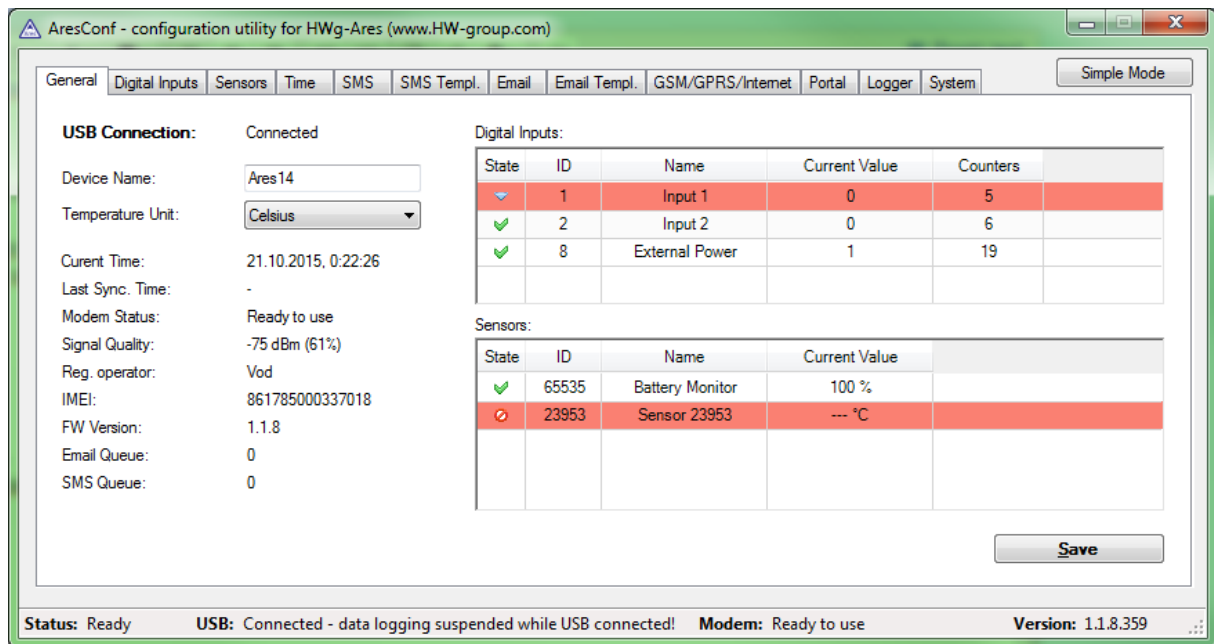 AresConf - configuration utility for HWg-Ares (www.HW-group.com)
General Digital Inputs Sensors Time SMS SMS Templ. Email Email Templ. GSM/GPRS/Internet Portal Logger System Simple Mode
USB Connection: Connected
Device Name: Ares14
Temperature Unit: Celsius
Curent Time: 21.10.2015, 0:22:26
Last Sync. Time: -
Modem Status: Ready to use
Signal Quality: -75 dBm (61%)
Reg. operator: Vod
IMEI: 861785000337018
FW Version: 1.1.8
Email Queue: 0
SMS Queue: 0
Digital Inputs:
State ID Name Current Value Counters
1 Input 1 0 5
2 Input 2 0 6
8 External Power 1 19
Sensors:
State ID Name Current Value
65535 Battery Monitor 100 %
23953 Sensor 23953 --- °C
Save
Status: Ready USB: Connected - data logging suspended while USB connected! Modem: Ready to use Version: 1.1.8.359